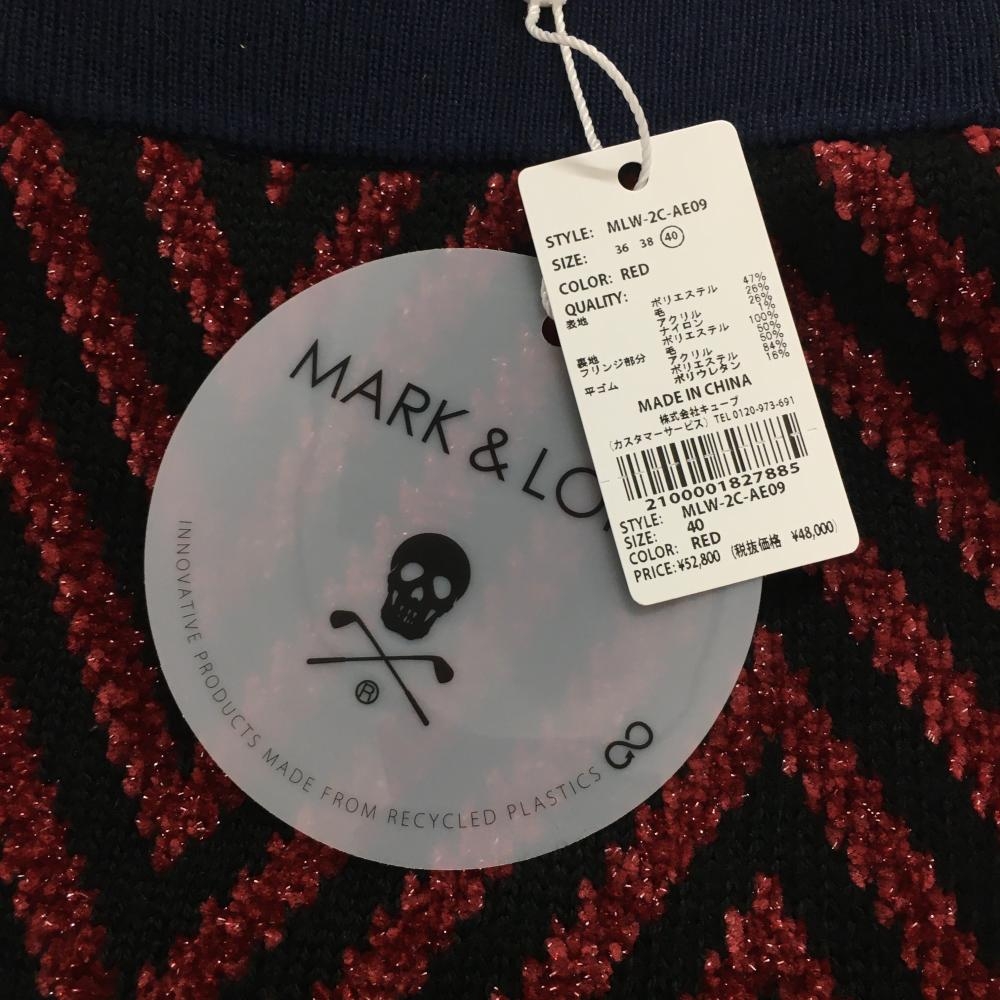 STYLE: MLW-2C-AE09
SIZE: 36 38 40
COLOR: RED
QUALITY:
表地 ポリエステル 47%
毛 26%
アクリル 26%
ナイロン 1%
裏地 ポリエステル 100%
フリンジ部分 毛 50%
アクリル 50%
平ゴム ポリエステル 84%
ポリウレタン 16%
MADE IN CHINA
株式会社キューブ
(カスタマーサービス) TEL 0120-973-691
2100001827885
STYLE: MLW-2C-AE09
SIZE: 40
COLOR: RED
PRICE: ¥52,800 (税抜価格 ¥48,000)
MARK & LO
®
INNOVATIVE PRODUCTS MADE FROM RECYCLED PLASTICS